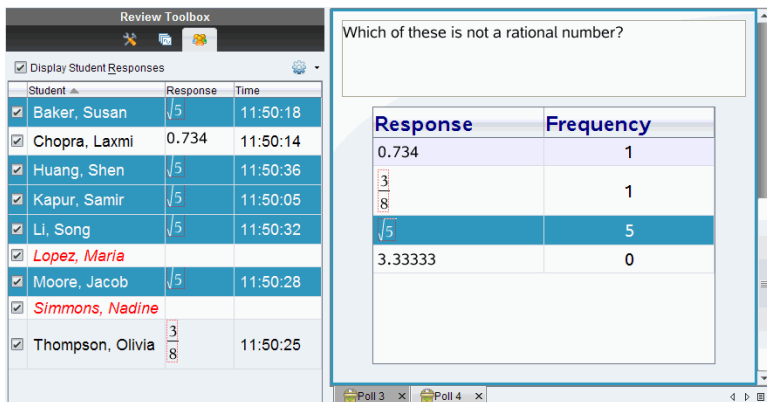 Review Toolbox
Display Student Responses
Student Response Time
Baker, Susan √5 11:50:18
Chopra, Laxmi 0.734 11:50:14
Huang, Shen √5 11:50:36
Kapur, Samir √5 11:50:05
Li, Song √5 11:50:32
Lopez, Maria
Moore, Jacob √5 11:50:28
Simmons, Nadine
Thompson, Olivia 3/8 11:50:25
Which of these is not a rational number?
Response Frequency
0.734 1
3/8 1
√5 5
3.33333 0
Poll 3 × Poll 4 ×